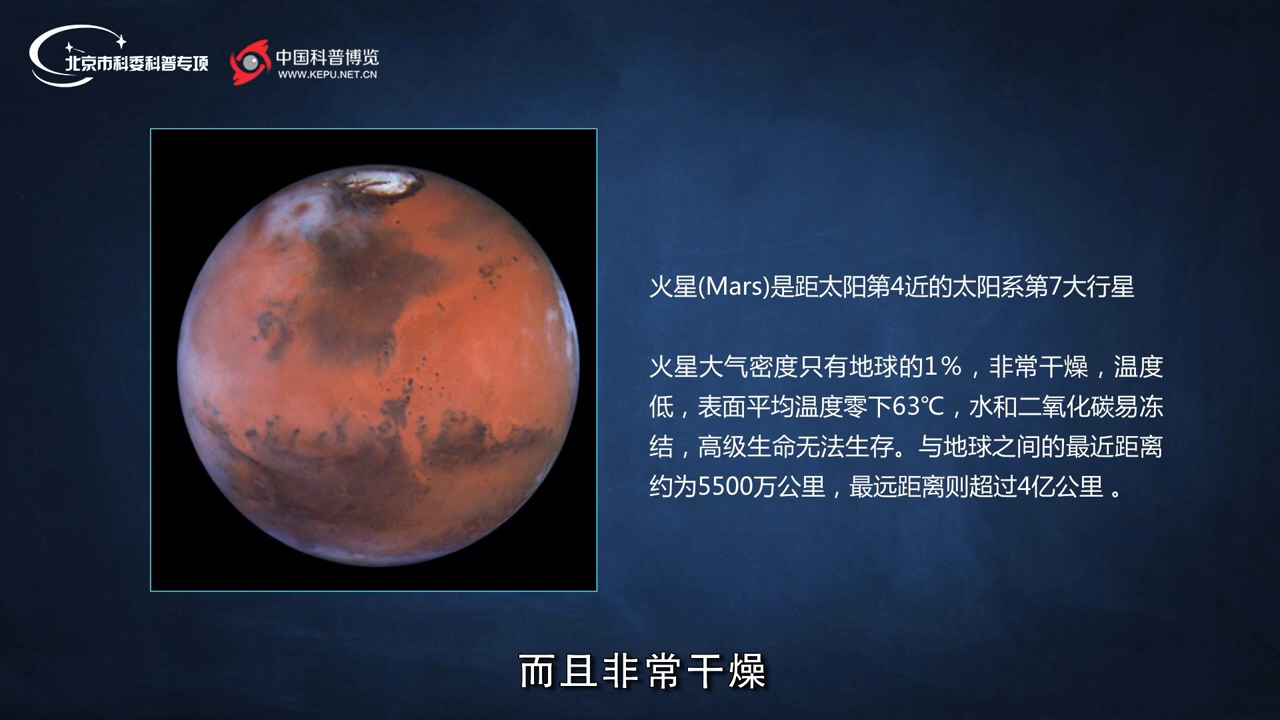 北京市科委科普专项
中国科普博览
WWW.KEPU.NET.CN
火星(Mars)是距太阳第4近的太阳系第7大行星
火星大气密度只有地球的1%，非常干燥，温度
低，表面平均温度零下63℃，水和二氧化碳易冻
结，高级生命无法生存。与地球之间的最近距离
约为5500万公里，最远距离则超过4亿公里 。
而且非常干燥